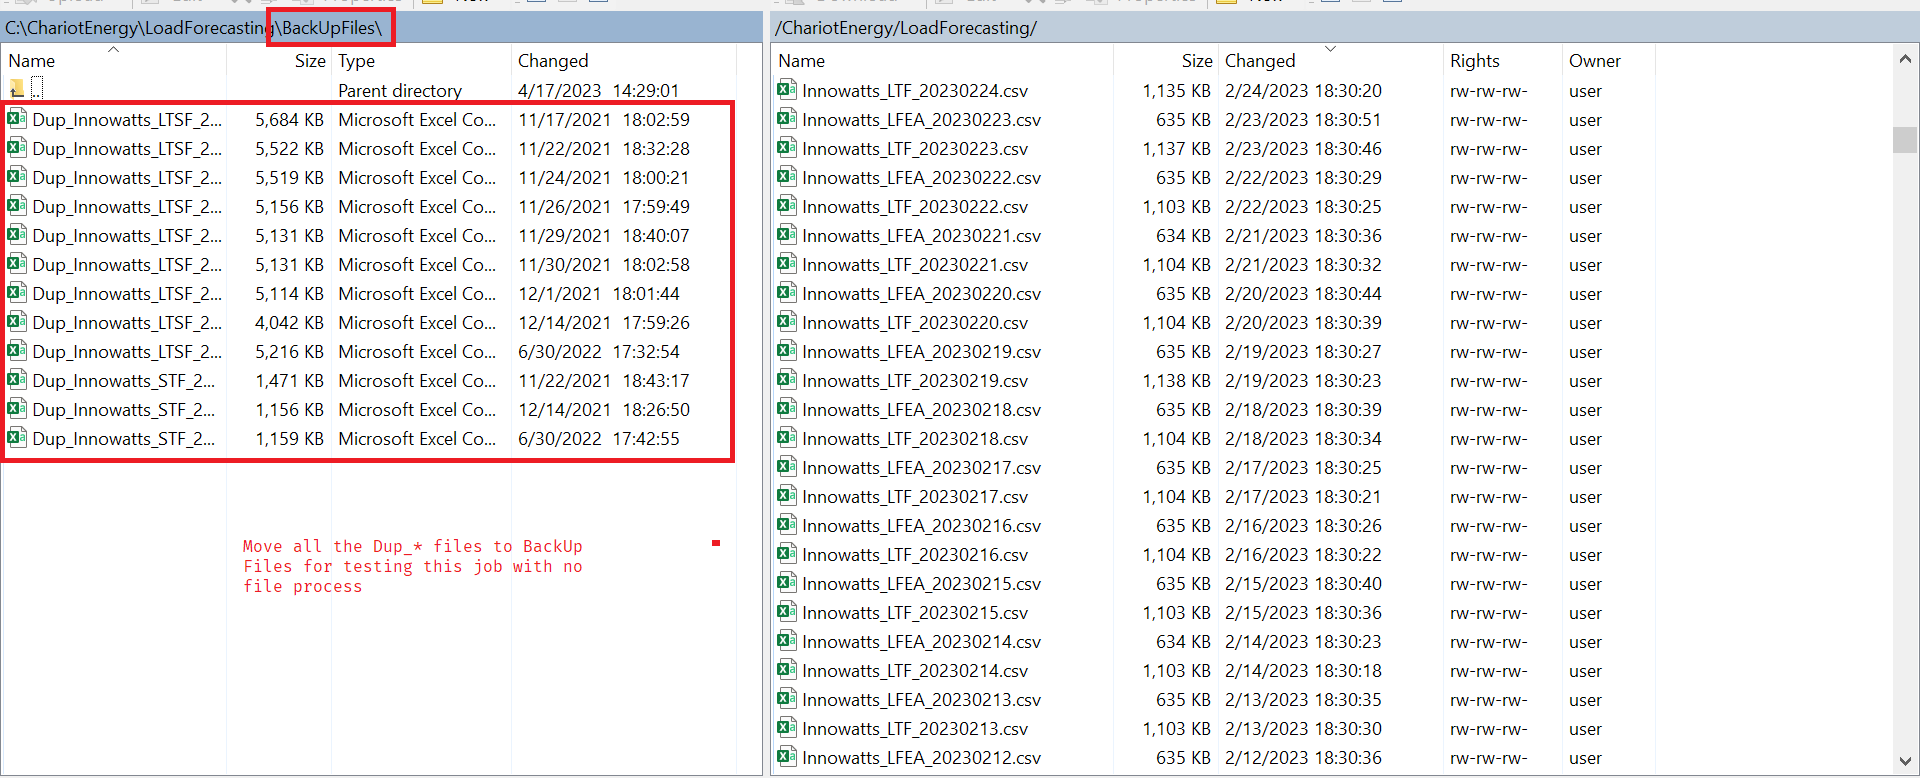 C:\ChariotEnergy\LoadForecasting\BackUpFiles\
Name Size Type Changed
.. Parent directory 4/17/2023 14:29:01
Dup_Innowatts_LTSF_2... 5,684 KB Microsoft Excel Co... 11/17/2021 18:02:59
Dup_Innowatts_LTSF_2... 5,522 KB Microsoft Excel Co... 11/22/2021 18:32:28
Dup_Innowatts_LTSF_2... 5,519 KB Microsoft Excel Co... 11/24/2021 18:00:21
Dup_Innowatts_LTSF_2... 5,156 KB Microsoft Excel Co... 11/26/2021 17:59:49
Dup_Innowatts_LTSF_2... 5,131 KB Microsoft Excel Co... 11/29/2021 18:40:07
Dup_Innowatts_LTSF_2... 5,131 KB Microsoft Excel Co... 11/30/2021 18:02:58
Dup_Innowatts_LTSF_2... 5,114 KB Microsoft Excel Co... 12/1/2021 18:01:44
Dup_Innowatts_LTSF_2... 4,042 KB Microsoft Excel Co... 12/14/2021 17:59:26
Dup_Innowatts_LTSF_2... 5,216 KB Microsoft Excel Co... 6/30/2022 17:32:54
Dup_Innowatts_STF_2... 1,471 KB Microsoft Excel Co... 11/22/2021 18:43:17
Dup_Innowatts_STF_2... 1,156 KB Microsoft Excel Co... 12/14/2021 18:26:50
Dup_Innowatts_STF_2... 1,159 KB Microsoft Excel Co... 6/30/2022 17:42:55
Move all the Dup_* files to BackUp
Files for testing this job with no
file process
/ChariotEnergy/LoadForecasting/
Name Size Changed Rights Owner
Innowatts_LTF_20230224.csv 1,135 KB 2/24/2023 18:30:20 rw-rw-rw- user
Innowatts_LFEA_20230223.csv 635 KB 2/23/2023 18:30:51 rw-rw-rw- user
Innowatts_LTF_20230223.csv 1,137 KB 2/23/2023 18:30:46 rw-rw-rw- user
Innowatts_LFEA_20230222.csv 635 KB 2/22/2023 18:30:29 rw-rw-rw- user
Innowatts_LTF_20230222.csv 1,103 KB 2/22/2023 18:30:25 rw-rw-rw- user
Innowatts_LFEA_20230221.csv 634 KB 2/21/2023 18:30:36 rw-rw-rw- user
Innowatts_LTF_20230221.csv 1,104 KB 2/21/2023 18:30:32 rw-rw-rw- user
Innowatts_LFEA_20230220.csv 635 KB 2/20/2023 18:30:44 rw-rw-rw- user
Innowatts_LTF_20230220.csv 1,104 KB 2/20/2023 18:30:39 rw-rw-rw- user
Innowatts_LFEA_20230219.csv 635 KB 2/19/2023 18:30:27 rw-rw-rw- user
Innowatts_LTF_20230219.csv 1,138 KB 2/19/2023 18:30:23 rw-rw-rw- user
Innowatts_LFEA_20230218.csv 635 KB 2/18/2023 18:30:39 rw-rw-rw- user
Innowatts_LTF_20230218.csv 1,104 KB 2/18/2023 18:30:34 rw-rw-rw- user
Innowatts_LFEA_20230217.csv 635 KB 2/17/2023 18:30:25 rw-rw-rw- user
Innowatts_LTF_20230217.csv 1,104 KB 2/17/2023 18:30:21 rw-rw-rw- user
Innowatts_LFEA_20230216.csv 635 KB 2/16/2023 18:30:26 rw-rw-rw- user
Innowatts_LTF_20230216.csv 1,104 KB 2/16/2023 18:30:22 rw-rw-rw- user
Innowatts_LFEA_20230215.csv 635 KB 2/15/2023 18:30:40 rw-rw-rw- user
Innowatts_LTF_20230215.csv 1,103 KB 2/15/2023 18:30:36 rw-rw-rw- user
Innowatts_LFEA_20230214.csv 634 KB 2/14/2023 18:30:23 rw-rw-rw- user
Innowatts_LTF_20230214.csv 1,103 KB 2/14/2023 18:30:18 rw-rw-rw- user
Innowatts_LFEA_20230213.csv 635 KB 2/13/2023 18:30:35 rw-rw-rw- user
Innowatts_LTF_20230213.csv 1,103 KB 2/13/2023 18:30:30 rw-rw-rw- user
Innowatts_LFEA_20230212.csv 635 KB 2/12/2023 18:30:36 rw-rw-rw- user